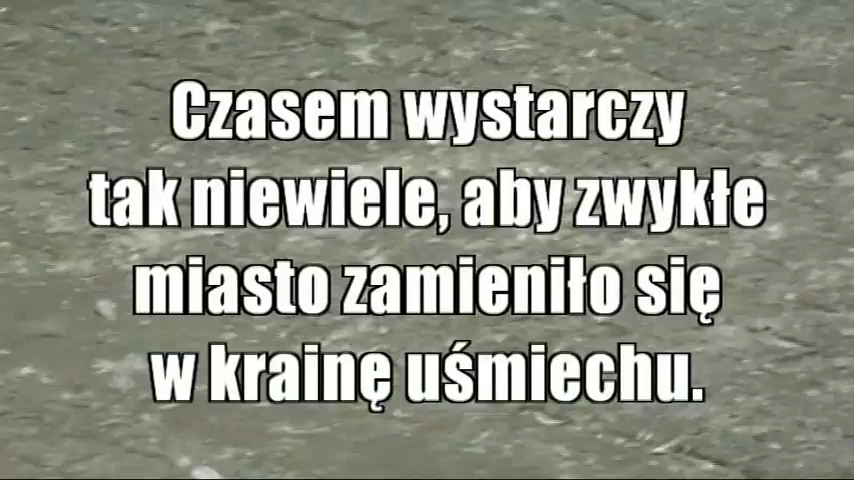 Czasem wystarczy
tak niewiele, aby zwykłe
miasto zamieniło się
w krainę uśmiechu.